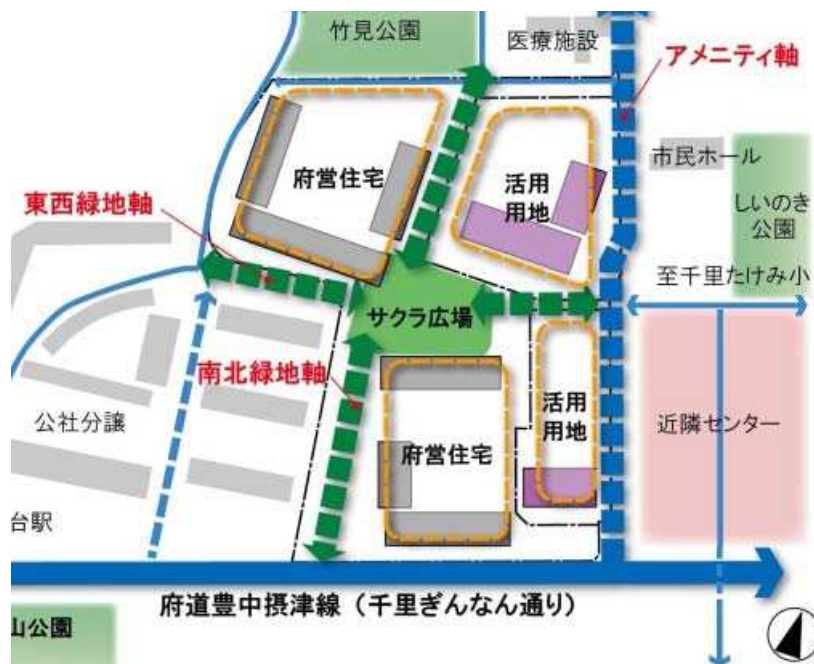 竹見公園
医療施設
アメニティ軸
府営住宅
活用
用地
市民ホール
しいのき
公園
東西緑地軸
至千里たけみ小
サクラ広場
南北緑地軸
公社分譲
府営住宅
活用
用地
近隣センター
台駅
府道豊中摂津線（千里ぎんなん通り）
山公園